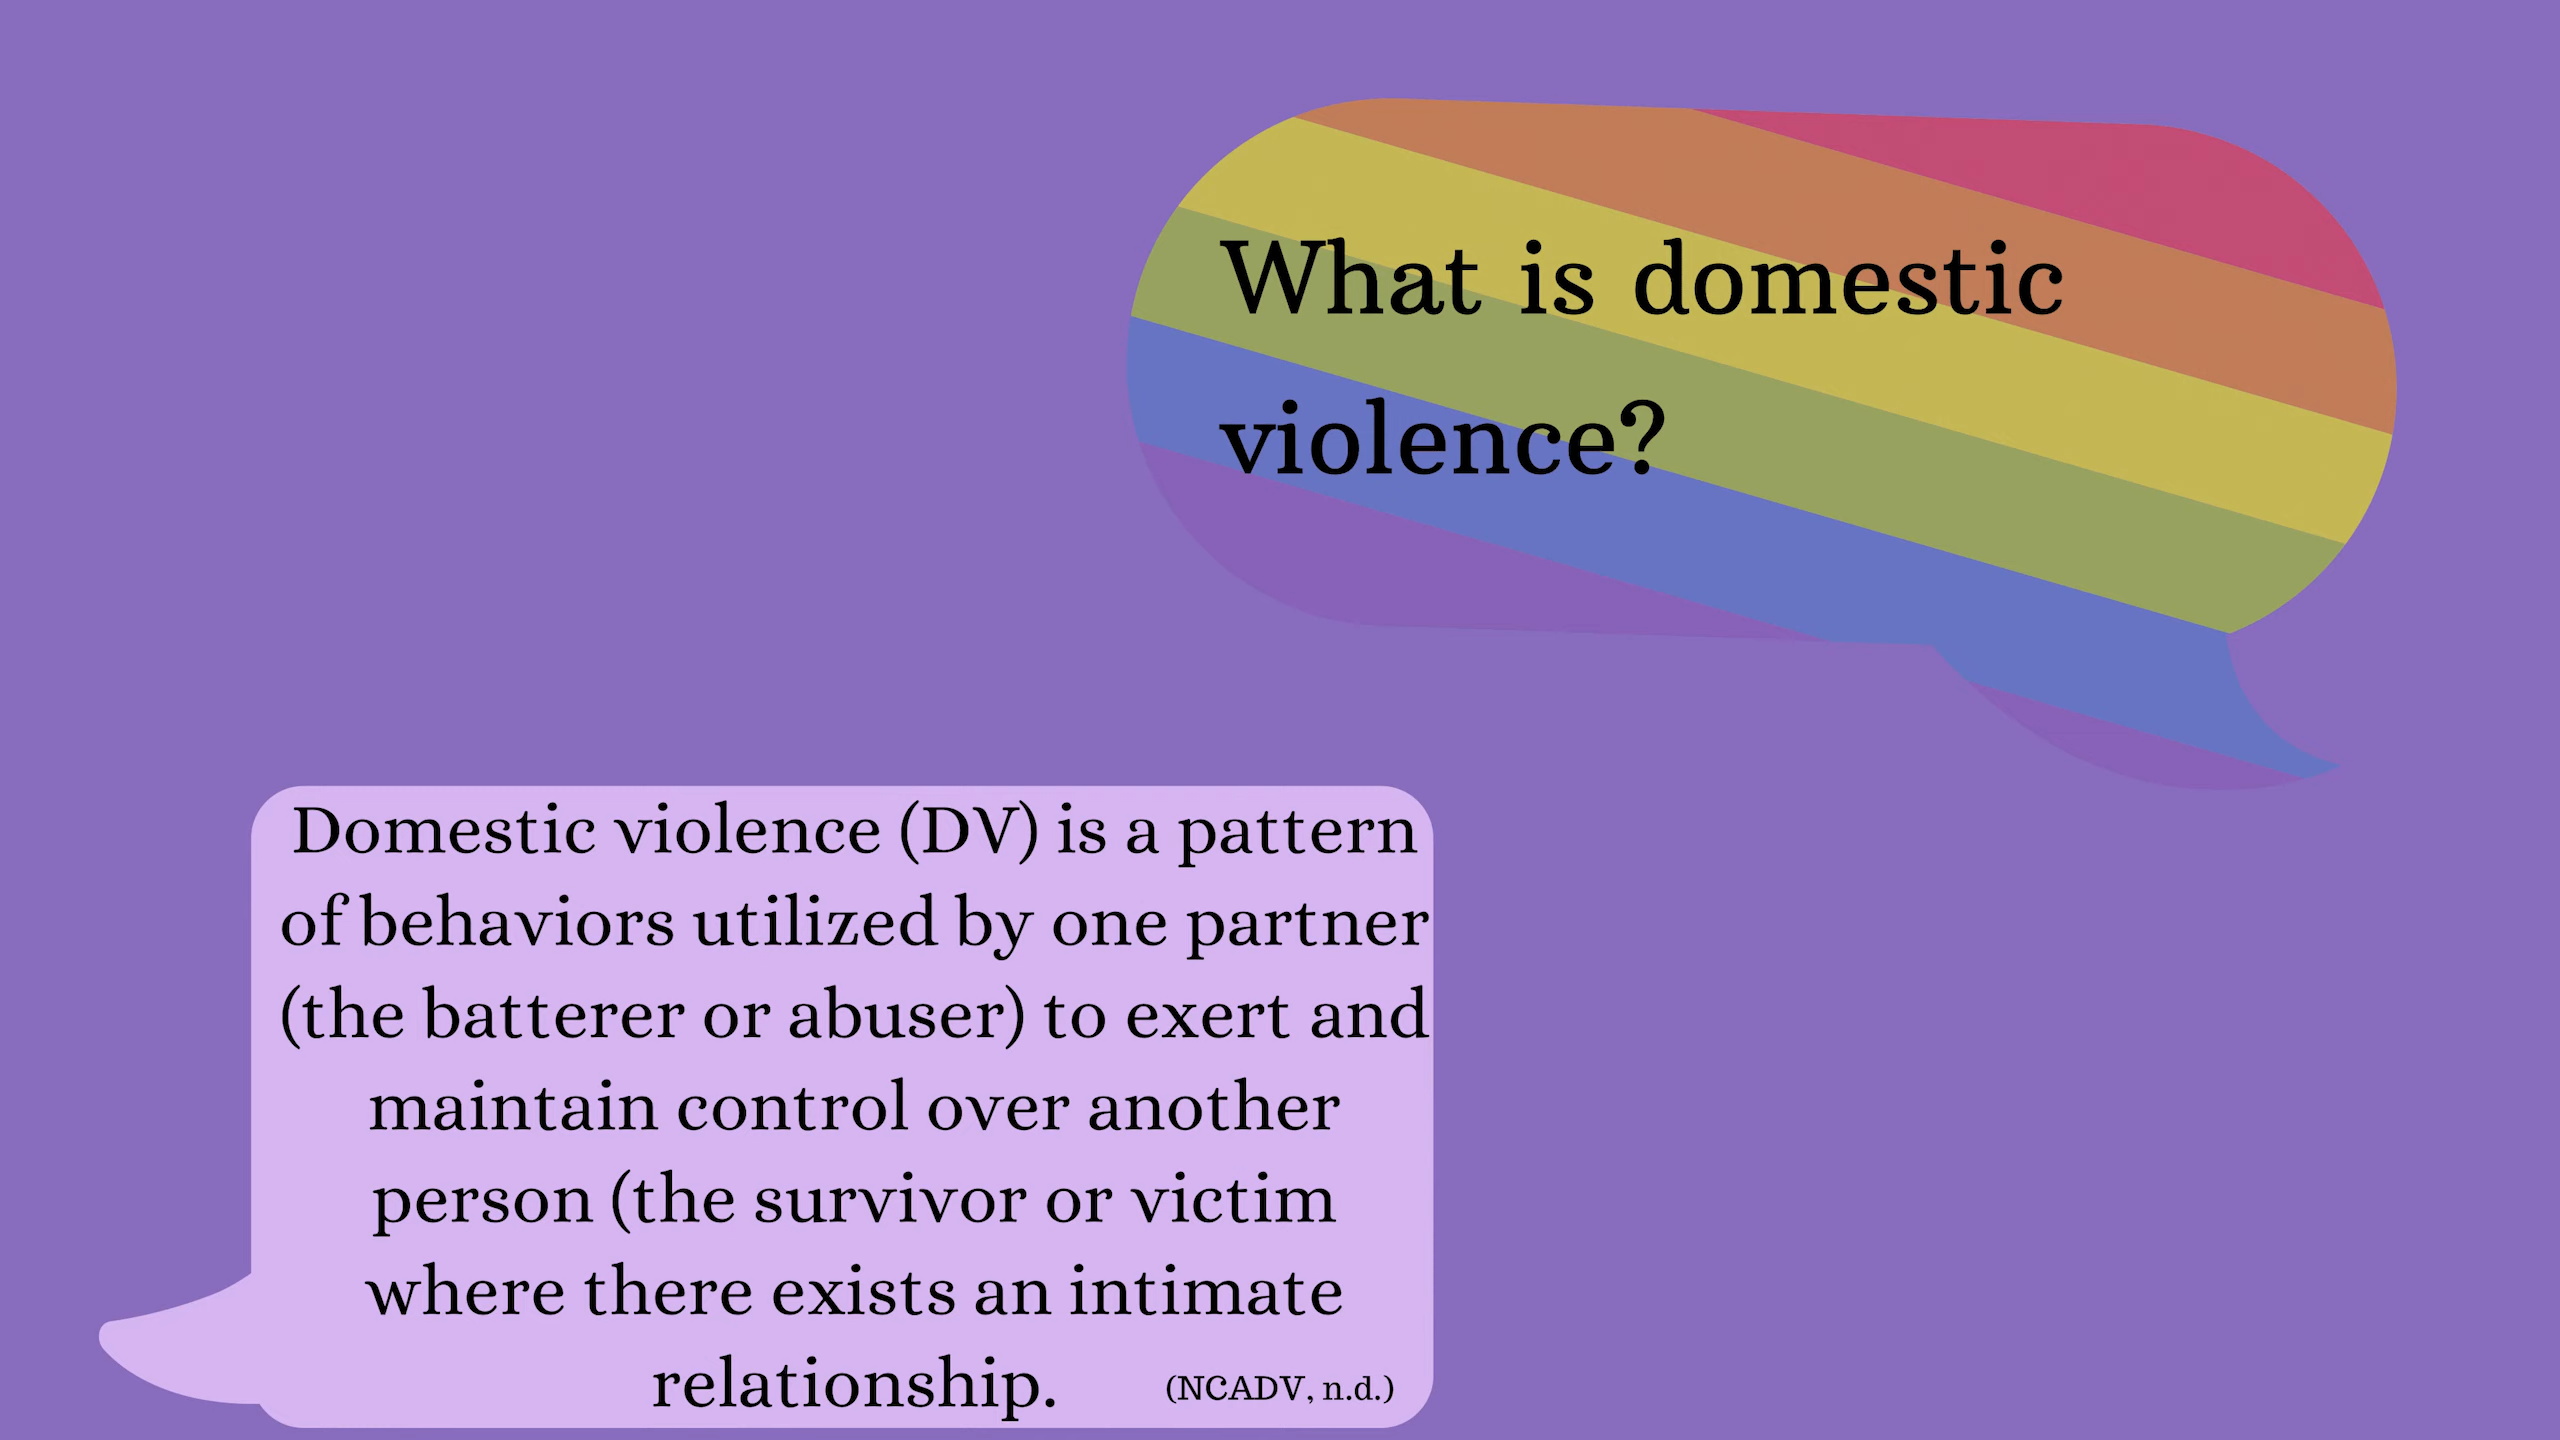 What is domestic
violence?
Domestic violence (DV) is a pattern
of behaviors utilized by one partner
(the batterer or abuser) to exert and
maintain control over another
person (the survivor or victim
where there exists an intimate
relationship. (NCADV, n.d.)